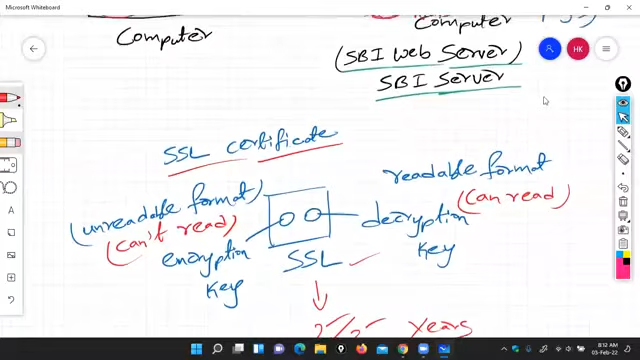 Microsoft Whiteboard
Computer
Computer
(SBI Web Server)
SBI Server
HK
SSL certificate
(unreadable format)
(can't read)
encryption
key
SSL
readable format
(can read)
decryption
key
Years
8:12 AM
03-Feb-22